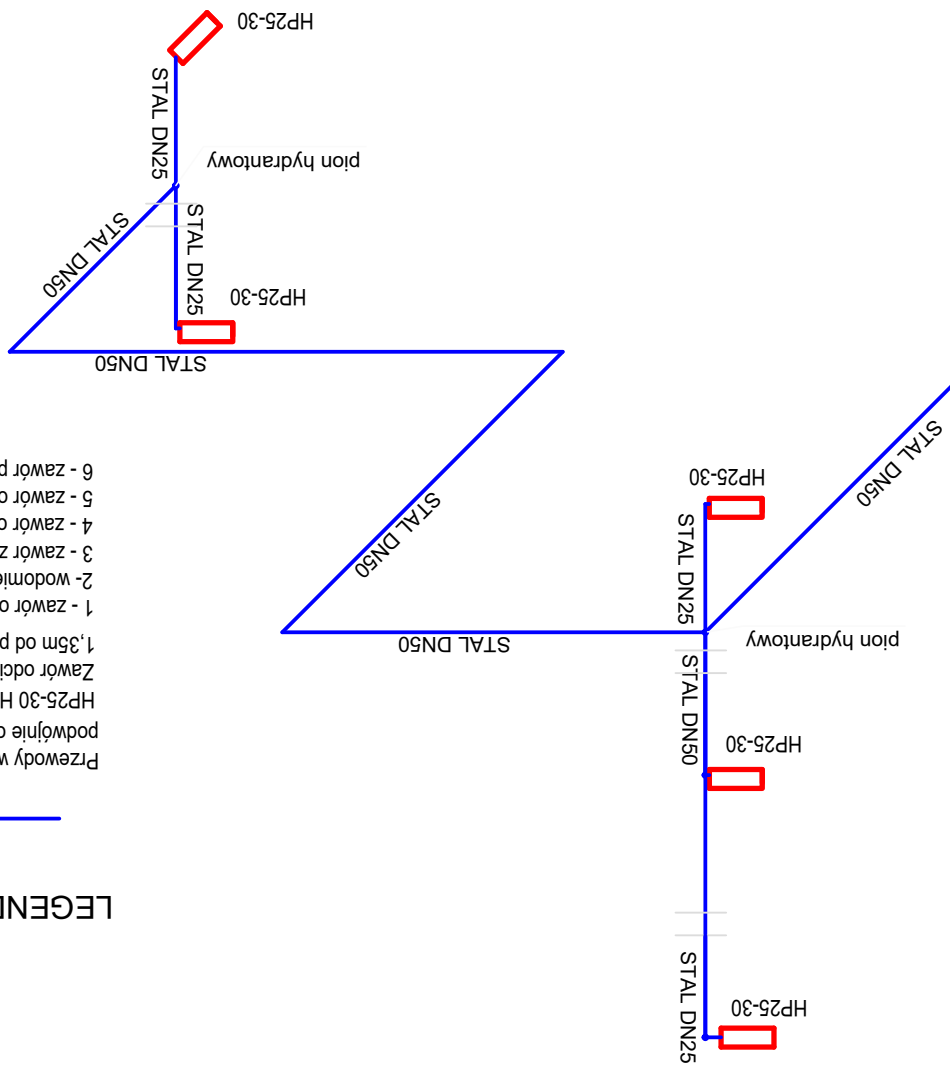 HP25-30
STAL DN25
HP25-30
STAL DN50
pion hydrantowy
STAL DN50
STAL DN25
HP25-30
STAL DN50
STAL DN50
LEGEND
Przewody w
podwójnie o
HP25-30 H
Zawór odci
1,35m od p
1 - zawór o
2- wodomie
3 - zawór z
4 - zawór o
5 - zawór o
6 - zawór p
STAL DN50
HP25-30
STAL DN25
STAL DN50
pion hydrantowy
STAL DN25
HP25-30